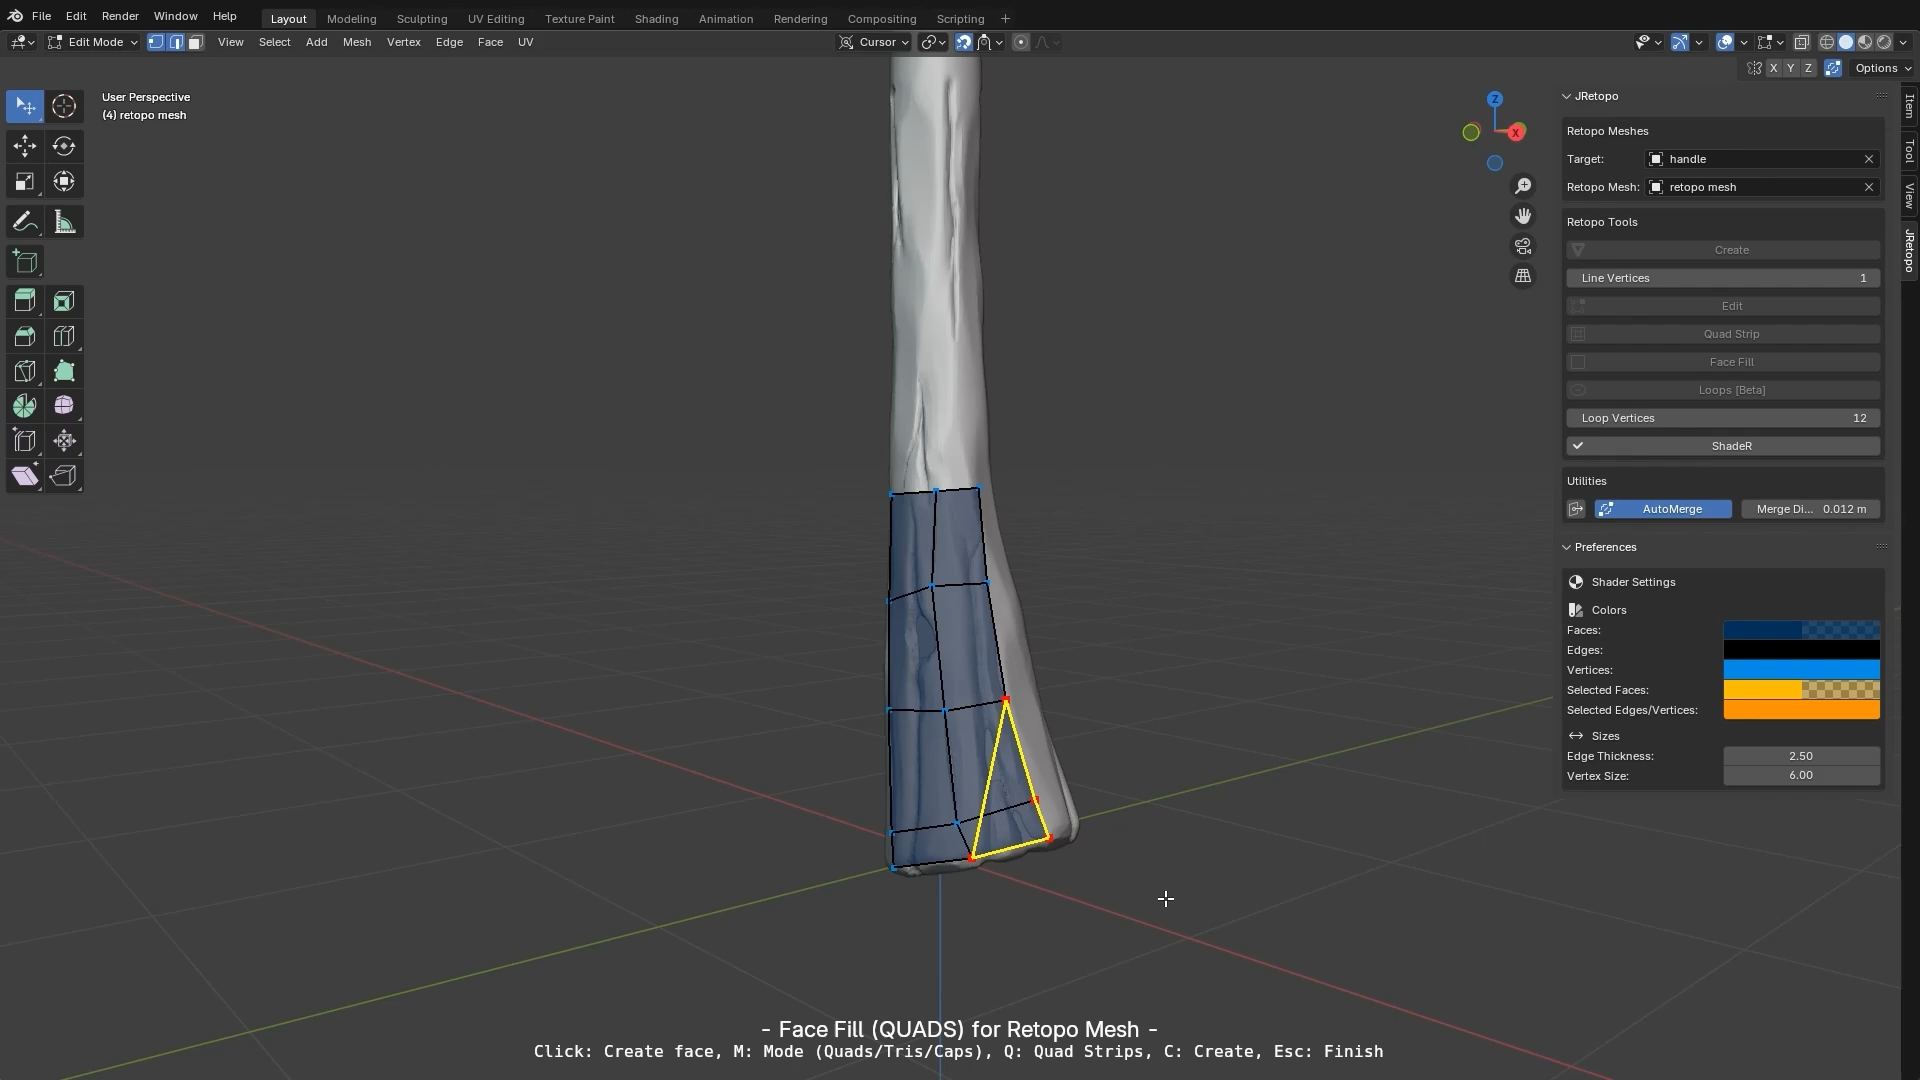 File Edit Render Window Help Layout Modeling Sculpting UV Editing Texture Paint Shading Animation Rendering Compositing Scripting +
Edit Mode View Select Add Mesh Vertex Edge Face UV Cursor
X Y Z Options
User Perspective
(4) retopo mesh
Z
X
JRetopo
Retopo Meshes
Target: handle
Retopo Mesh: retopo mesh
Retopo Tools
Create
Line Vertices 1
Edit
Quad Strip
Face Fill
Loops [Beta]
Loop Vertices 12
ShadeR
Utilities
AutoMerge Merge Di... 0.012 m
Preferences
Shader Settings
Colors
Faces:
Edges:
Vertices:
Selected Faces:
Selected Edges/Vertices:
Sizes
Edge Thickness: 2.50
Vertex Size: 6.00
Item
Tool
View
JRetopo
- Face Fill (QUADS) for Retopo Mesh -
Click: Create face, M: Mode (Quads/Tris/Caps), Q: Quad Strips, C: Create, Esc: Finish